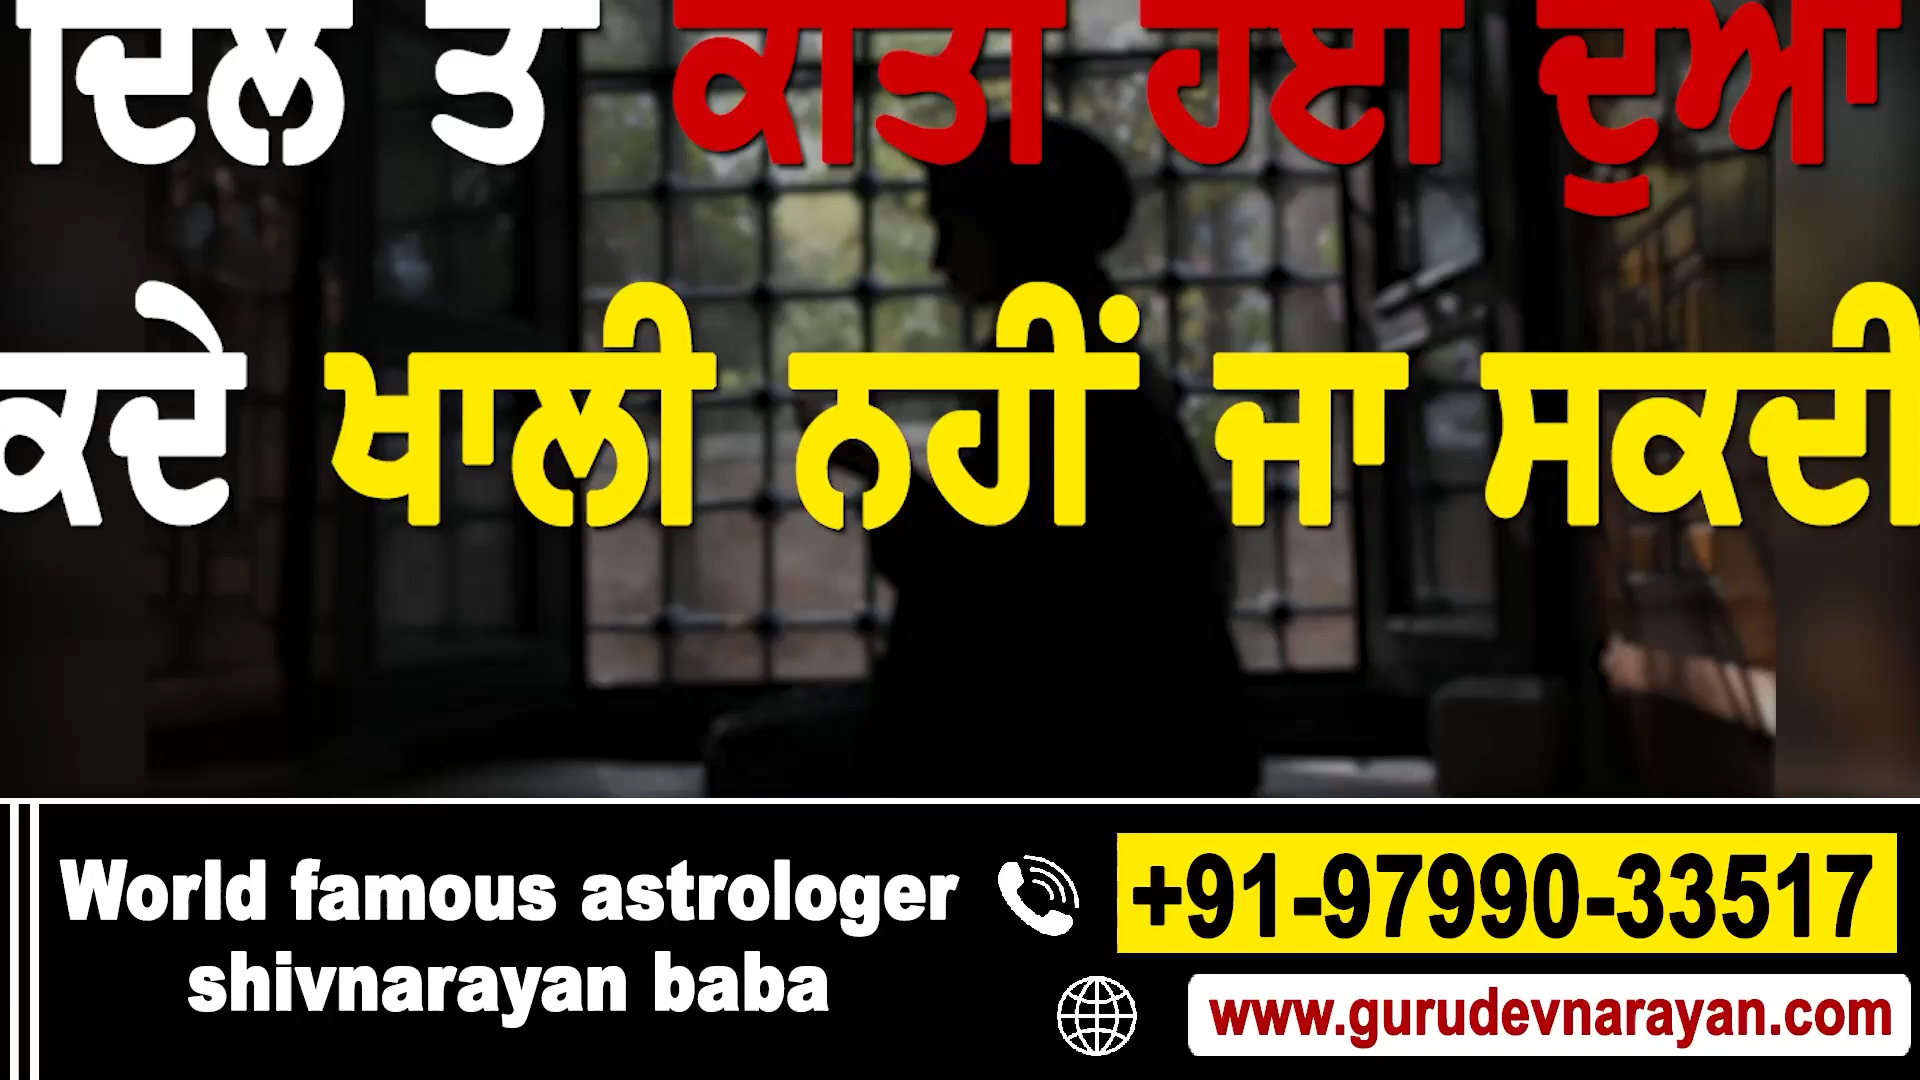 ਦਿਲ ਤੋਂ ਕੀਤੀ ਹੋਈ ਦੁਆ
ਕਦੇ ਖਾਲੀ ਨਹੀਂ ਜਾ ਸਕਦੀ
World famous astrologer
shivnarayan baba
+91-97990-33517
www.gurudevnarayan.com